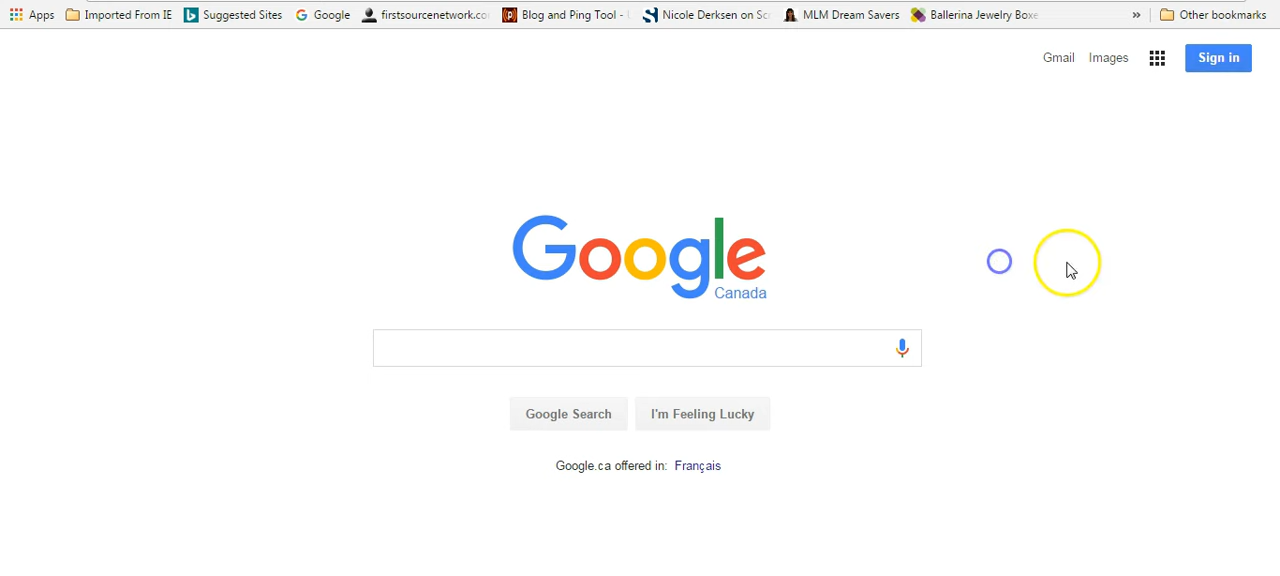 Apps Imported From IE Suggested Sites Google firstsourcenetwork.co Blog and Ping Tool - Nicole Derksen on Sc MLM Dream Savers Ballerina Jewelry Boxe » Other bookmarks
Gmail Images Sign in
Google
Canada
Google Search I'm Feeling Lucky
Google.ca offered in: Français